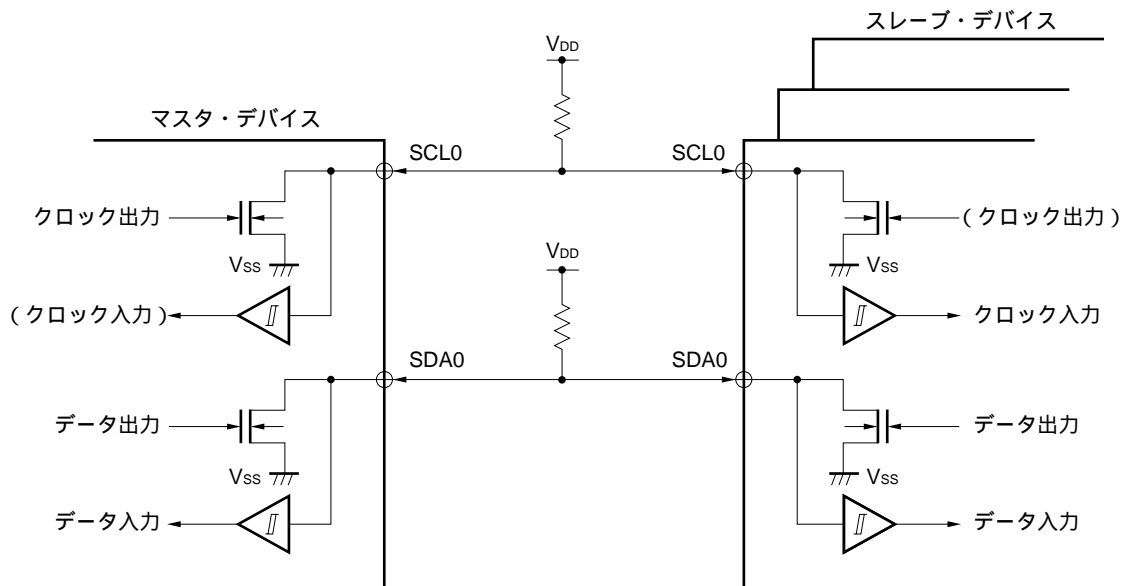 スレーブ・デバイス
VDD
マスタ・デバイス
SCL0
SCL0
クロック出力
(クロック出力)
VDD
VSS
VSS
(クロック入力)
クロック入力
SDA0
SDA0
データ出力
データ出力
VSS
VSS
データ入力
データ入力